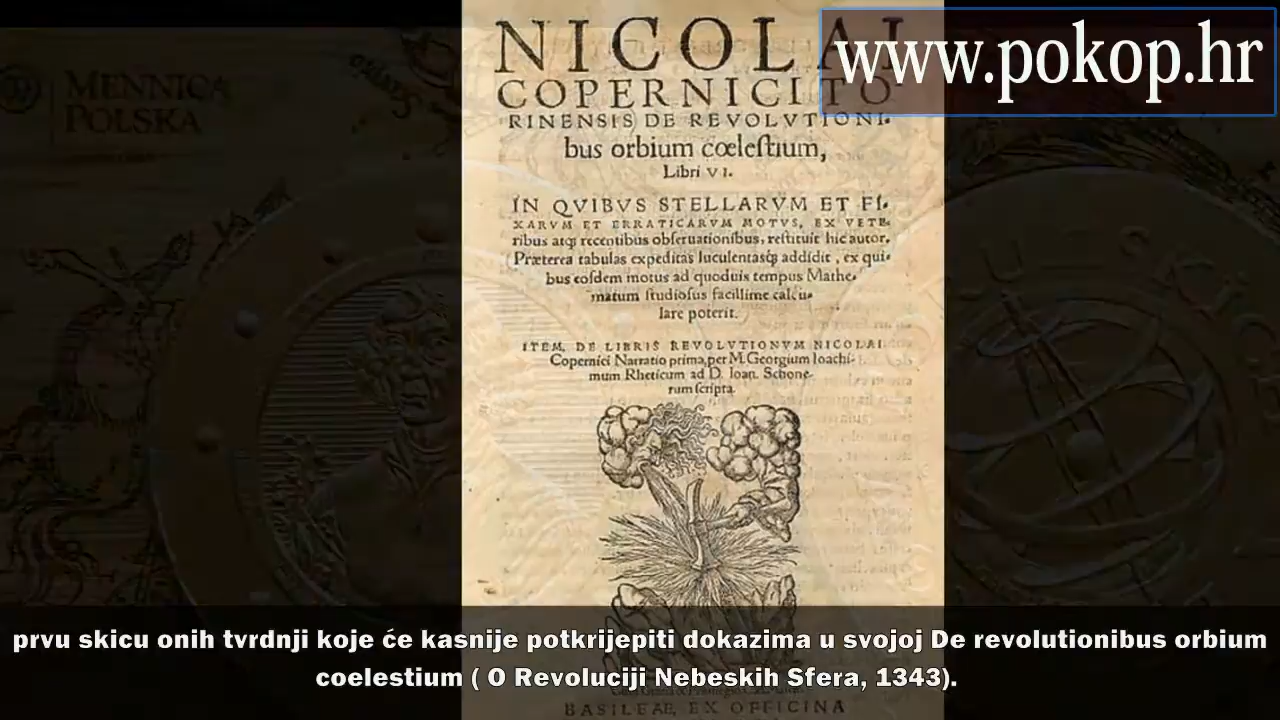 MENNICA
POLSKA
www.pokop.hr
NICOLAI
COPERNICI TO
RINENSIS DE REVOLVTIONI-
bus orbium cœleſtium,
Libri VI.
IN QVIBVS STELLARVM ET FI-
XARVM ET ERRATICARVM MOTVS, EX VETE-
ribus atq; recentibus obſeruationibus, reſtituit hic autor.
Præterea tabulas expeditas luculentasq; addidit, ex qui-
bus eoſdem motus ad quoduis tempus Mathe-
matum ſtudioſus facillime calcu-
lare poterit.
ITEM, DE LIBRIS REVOLVTIONVM NICOLAI
Copernici Narratio prima, per M. Georgium Ioachi-
mum Rheticum ad D. Ioan. Schone-
rum ſcripta.
prvu skicu onih tvrdnji koje će kasnije potkrijepiti dokazima u svojoj De revolutionibus orbium
coelestium ( O Revoluciji Nebeskih Sfera, 1343).
BASILEAE, EX OFFICINA